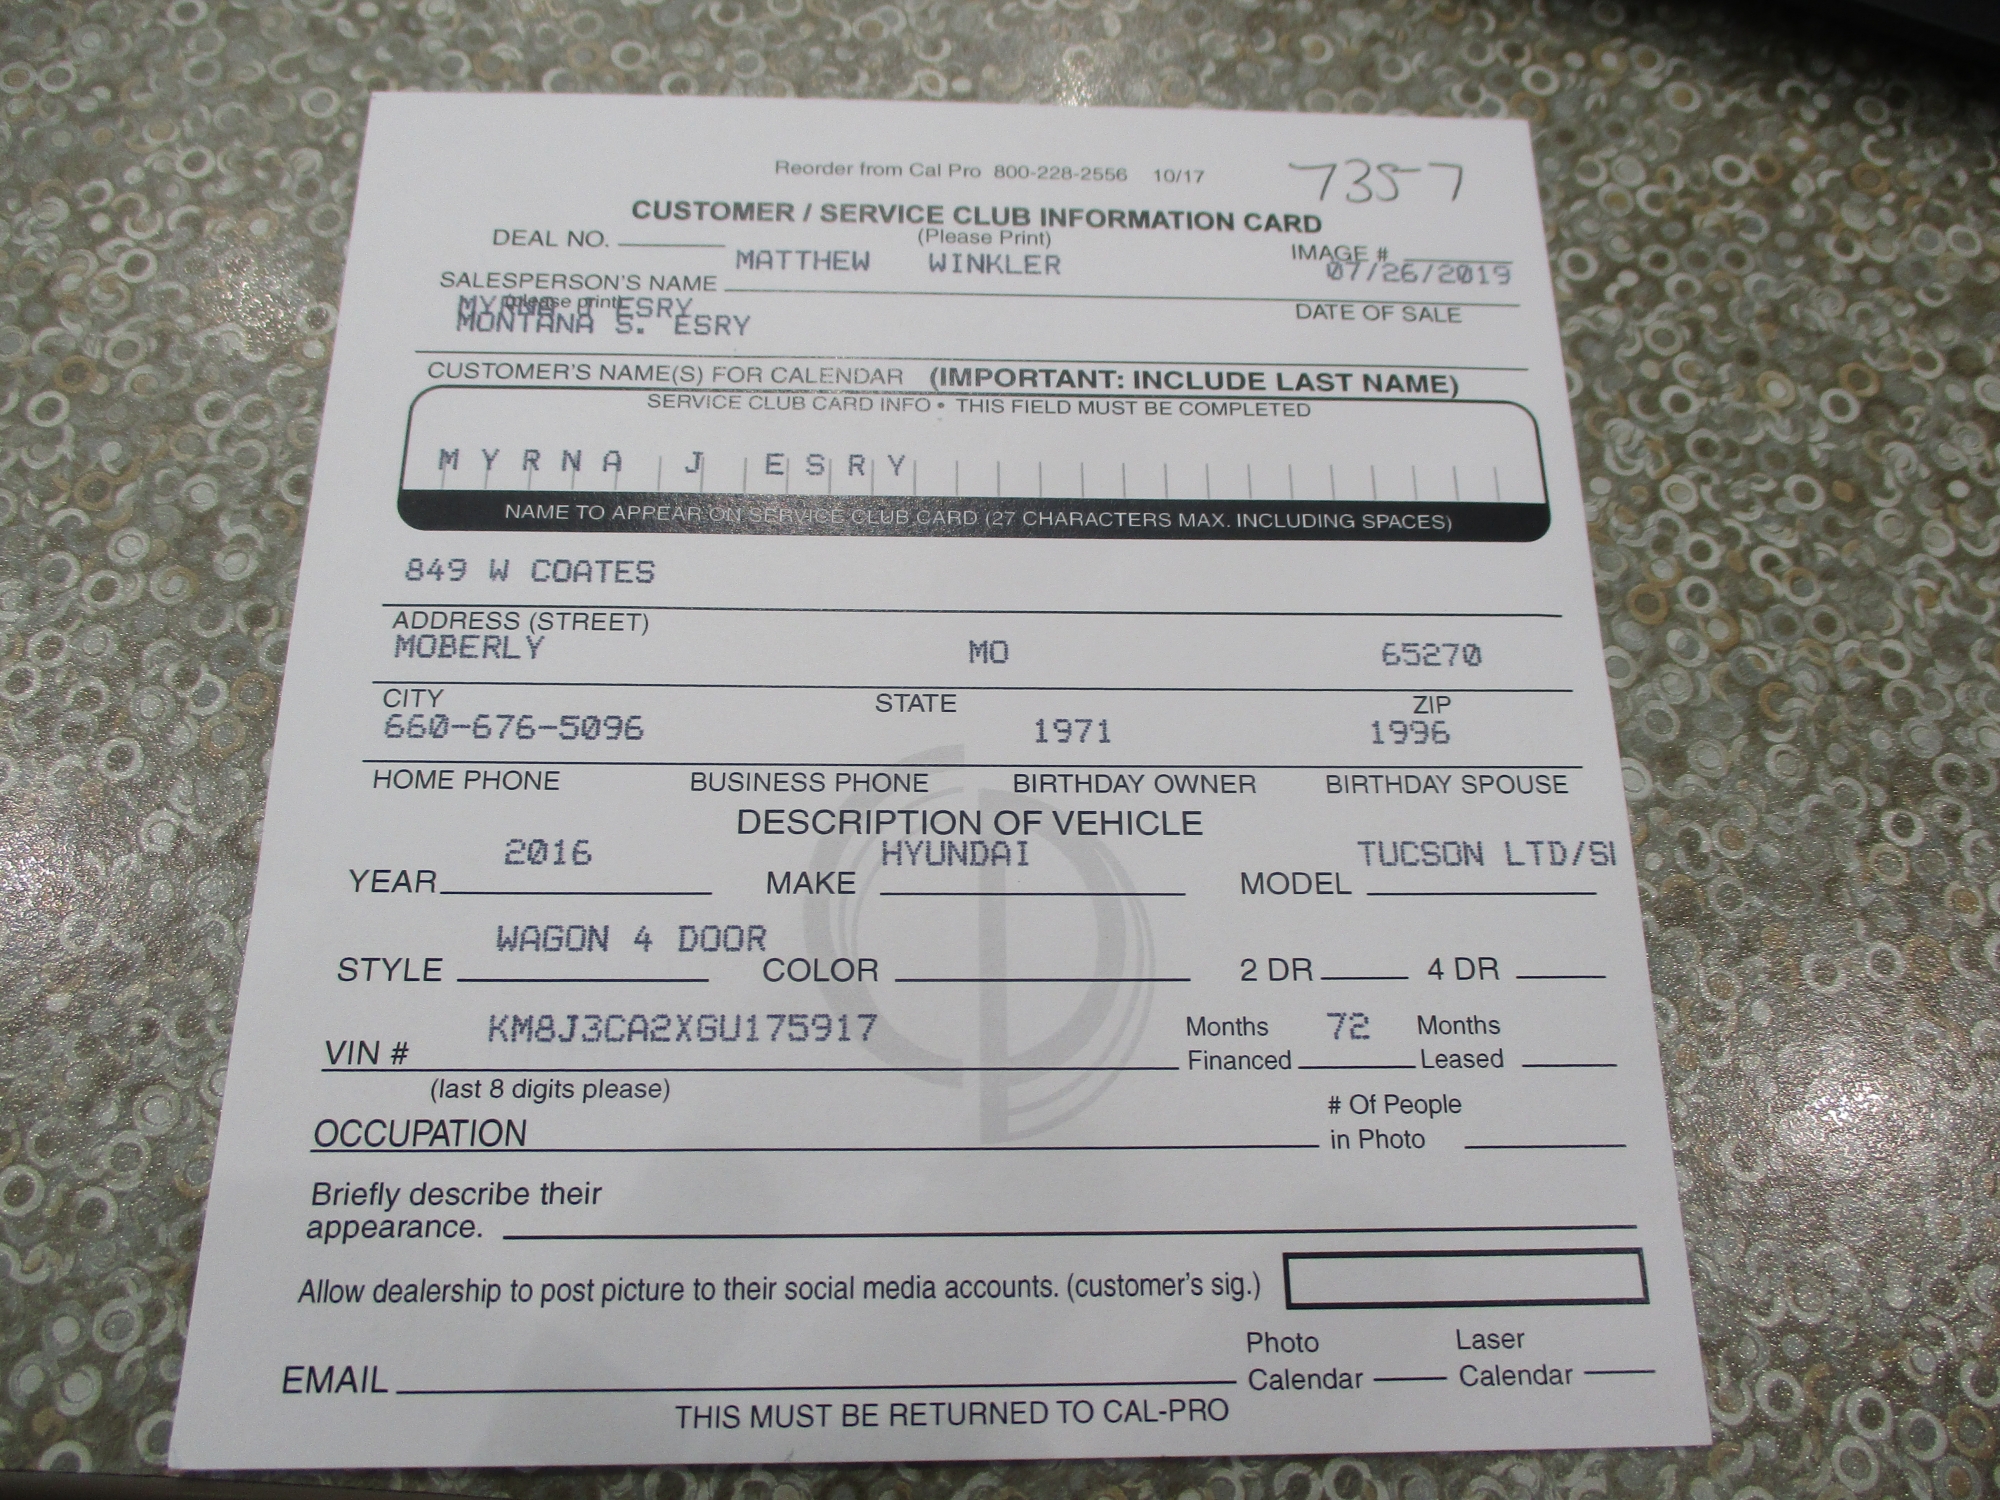 Reorder from Cal Pro 800-228-2556 10/17
7357
CUSTOMER / SERVICE CLUB INFORMATION CARD
(Please Print)
DEAL NO.
IMAGE #
MATTHEW WINKLER
07/26/2019
SALESPERSON'S NAME
(please print)
DATE OF SALE
MYRNA J ESRY
MONTANA S. ESRY
CUSTOMER'S NAME(S) FOR CALENDAR (IMPORTANT: INCLUDE LAST NAME)
SERVICE CLUB CARD INFO • THIS FIELD MUST BE COMPLETED
MYRNA J ESRY
NAME TO APPEAR ON SERVICE CLUB CARD (27 CHARACTERS MAX. INCLUDING SPACES)
849 W COATES
ADDRESS (STREET)
MOBERLY MO 65270
CITY STATE ZIP
660-676-5096 1971 1996
HOME PHONE BUSINESS PHONE BIRTHDAY OWNER BIRTHDAY SPOUSE
DESCRIPTION OF VEHICLE
2016 HYUNDAI TUCSON LTD/SI
YEAR MAKE MODEL
WAGON 4 DOOR
STYLE COLOR 2 DR 4 DR
KM8J3CA2XGU175917 Months 72 Months
VIN # Financed Leased
(last 8 digits please)
# Of People
OCCUPATION in Photo
Briefly describe their
appearance.
Allow dealership to post picture to their social media accounts. (customer's sig.)
Photo Laser
EMAIL Calendar Calendar
THIS MUST BE RETURNED TO CAL-PRO